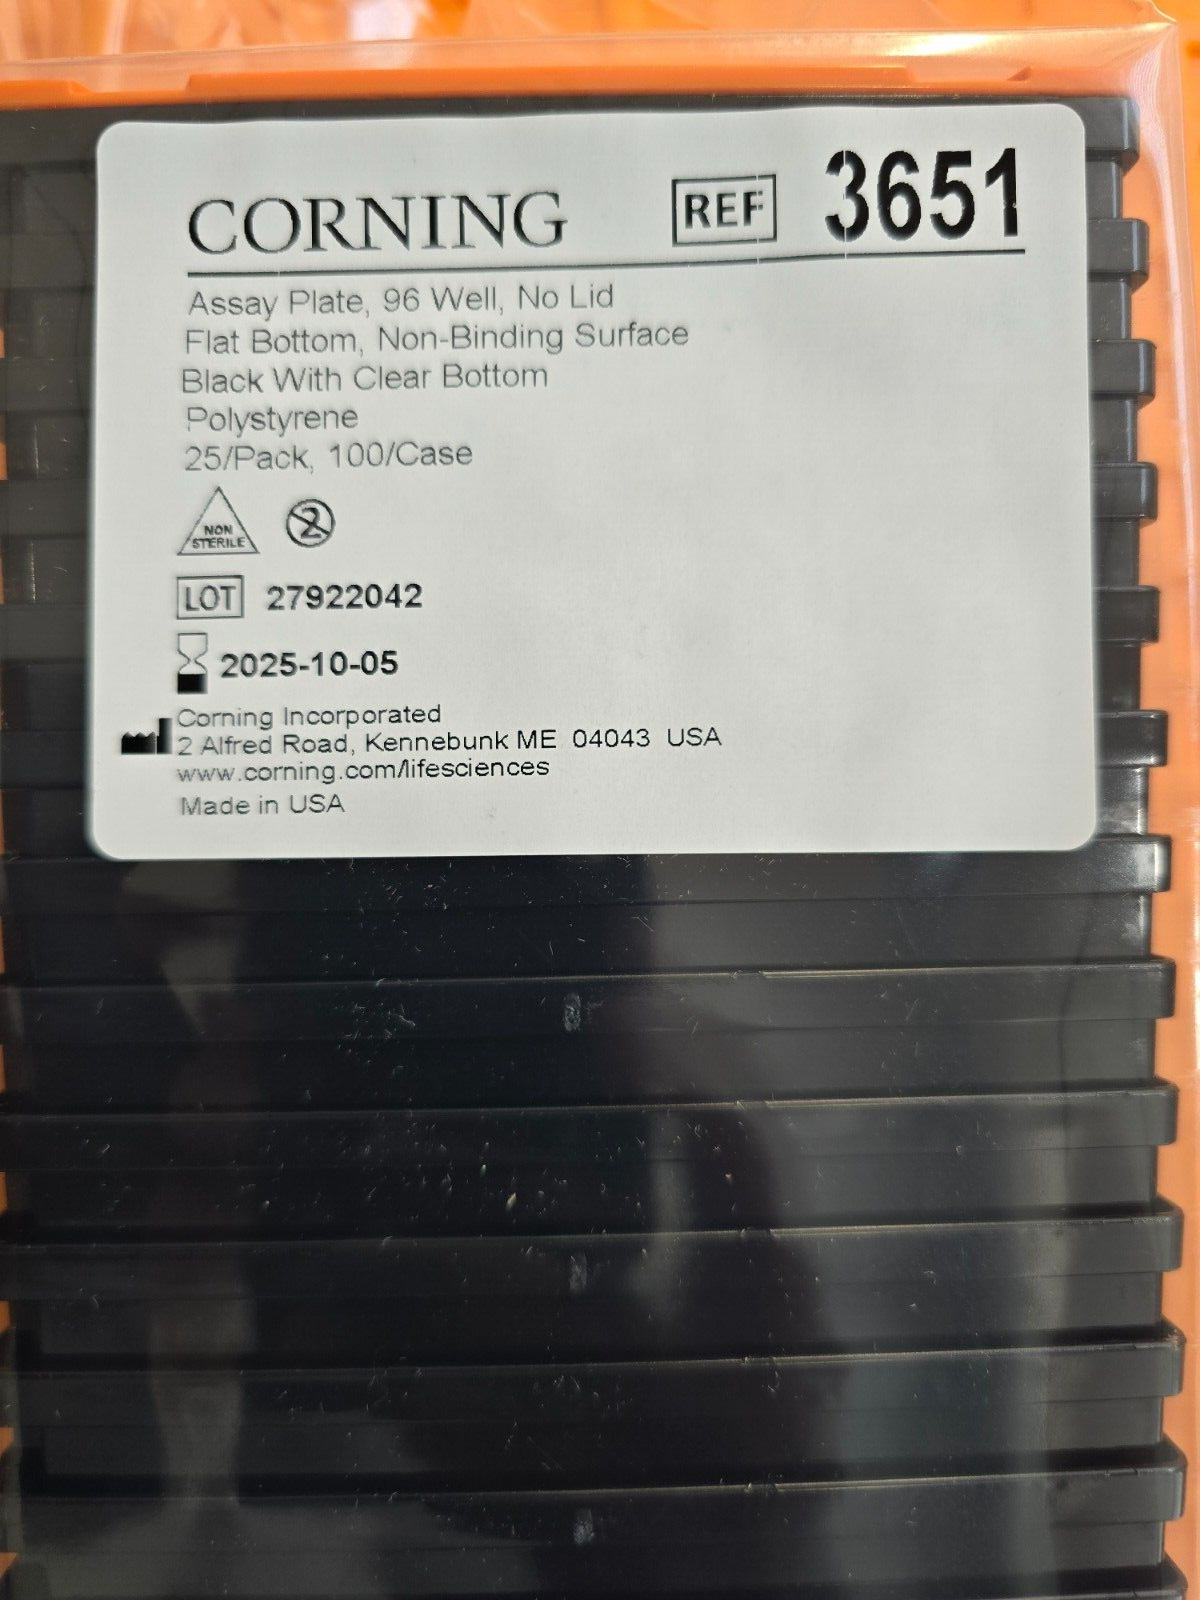 CORNING REF 3651
Assay Plate, 96 Well, No Lid
Flat Bottom, Non-Binding Surface
Black With Clear Bottom
Polystyrene
25/Pack, 100/Case
NON
STERILE 2
LOT 27922042
2025-10-05
Corning Incorporated
2 Alfred Road, Kennebunk ME 04043 USA
www.corning.com/lifesciences
Made in USA